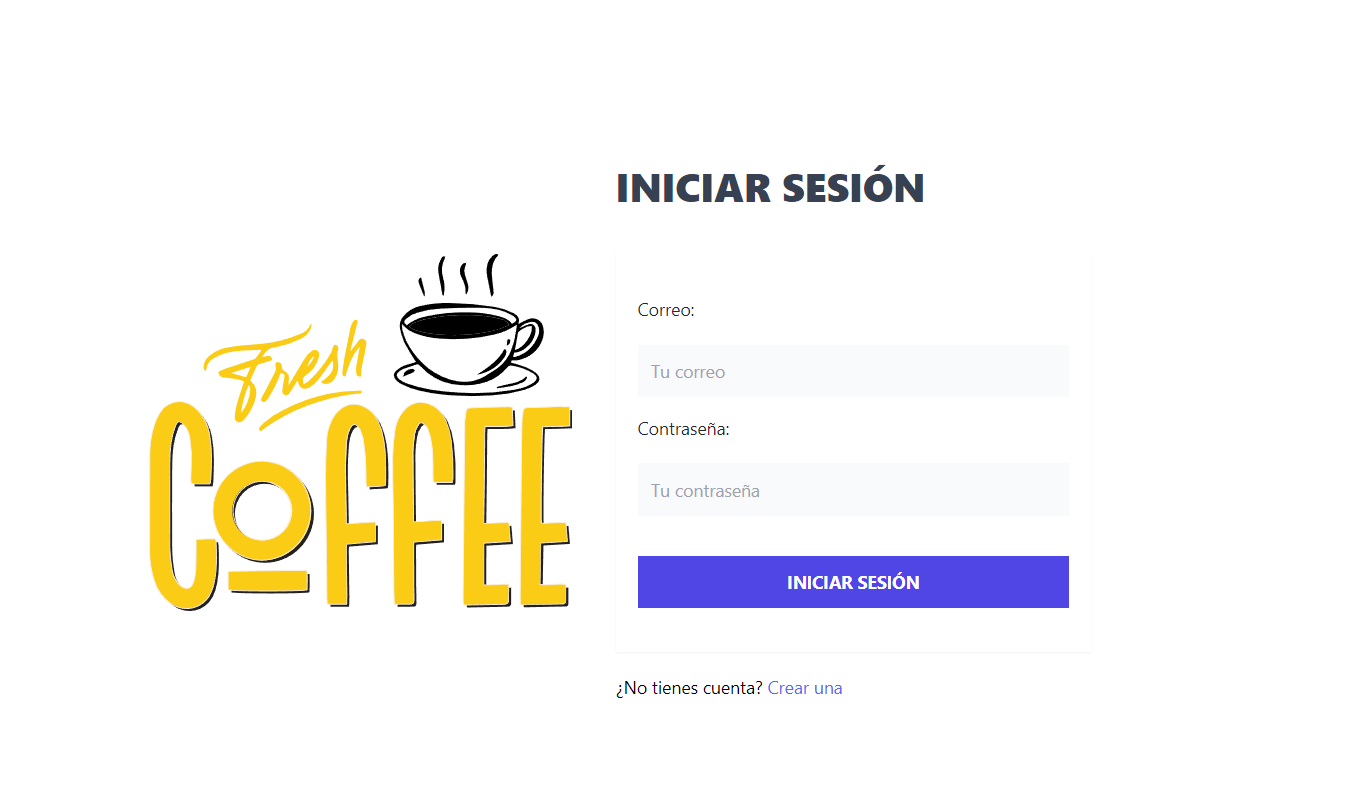 Fresh
COFFEE
INICIAR SESIÓN
Correo:
Tu correo
Contraseña:
Tu contraseña
INICIAR SESIÓN
¿No tienes cuenta? Crear una